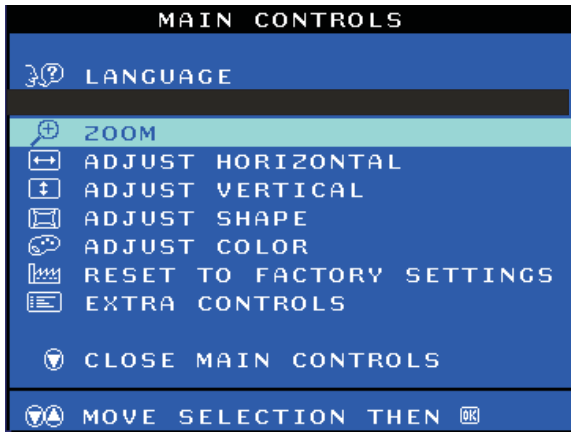 MAIN CONTROLS
LANGUAGE
ZOOM
ADJUST HORIZONTAL
ADJUST VERTICAL
ADJUST SHAPE
ADJUST COLOR
RESET TO FACTORY SETTINGS
EXTRA CONTROLS
CLOSE MAIN CONTROLS
MOVE SELECTION THEN OK